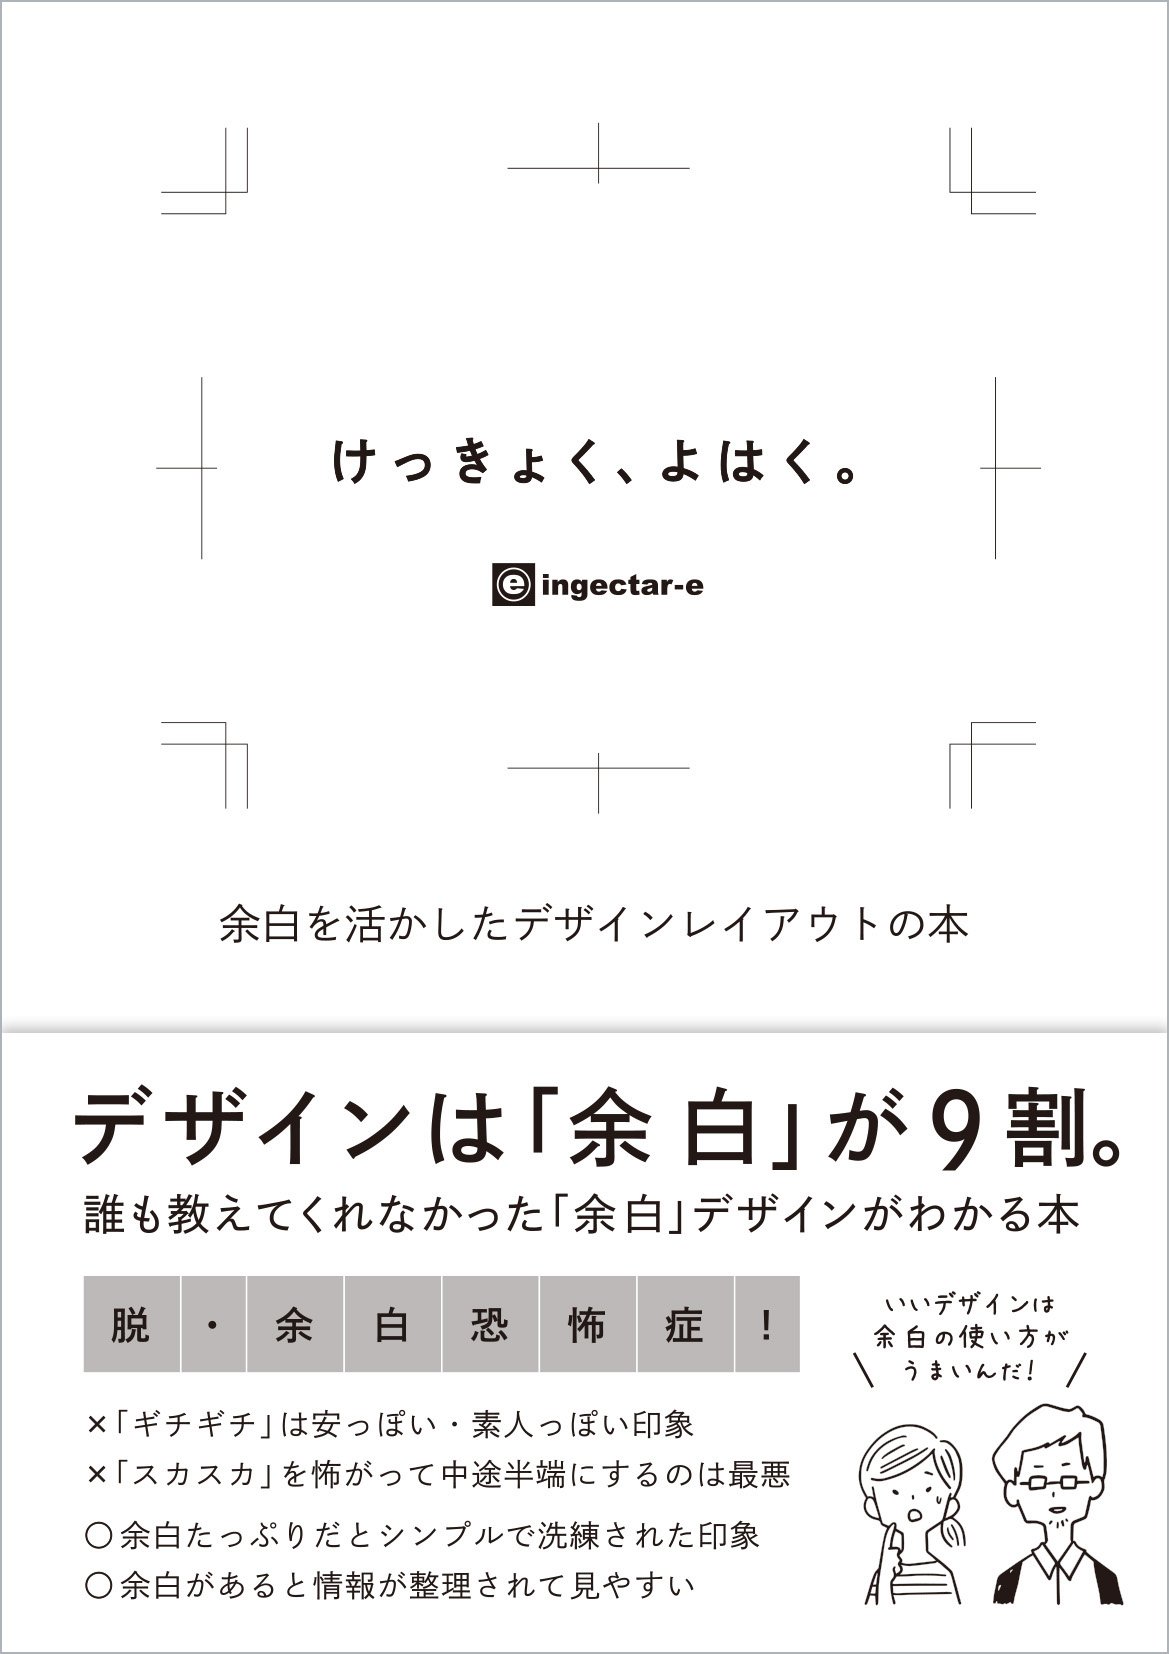 けっきょく、よはく。
e ingectar-e
余白を活かしたデザインレイアウトの本
デザインは「余白」が9割。
誰も教えてくれなかった「余白」デザインがわかる本
脱・余白恐怖症！
×「ギチギチ」は安っぽい・素人っぽい印象
×「スカスカ」を怖がって中途半端にするのは最悪
○余白たっぷりだとシンプルで洗練された印象
○余白があると情報が整理されて見やすい
いいデザインは
余白の使い方が
うまいんだ！